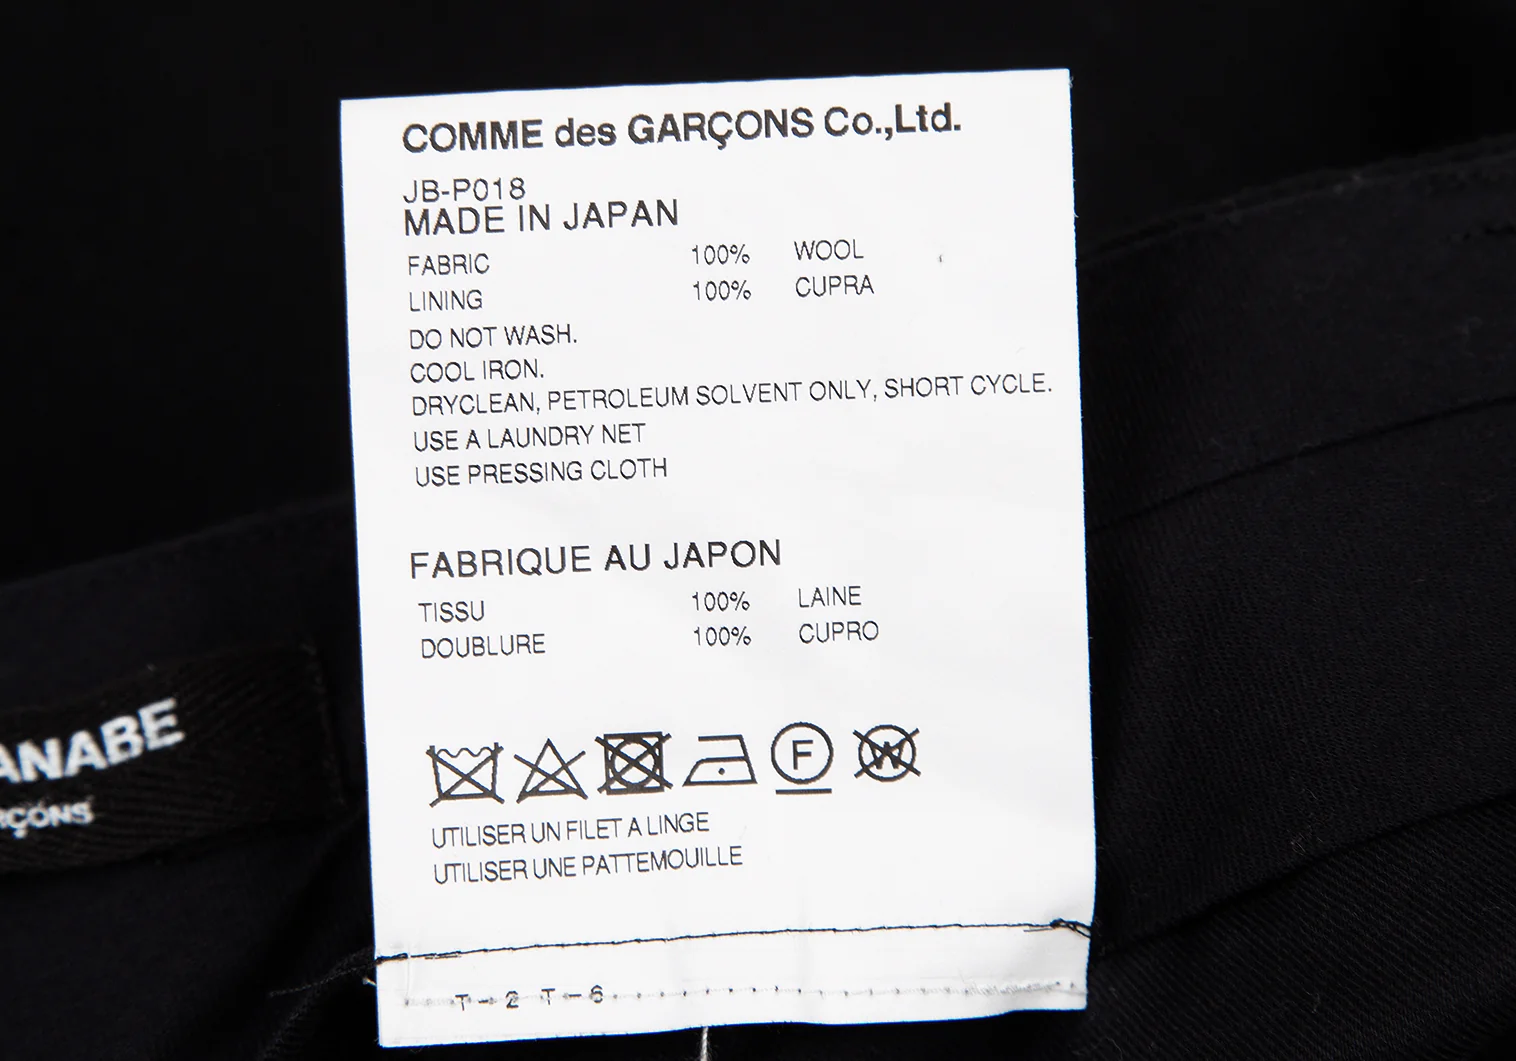 COMME des GARÇONS Co.,Ltd.
JB-P018
MADE IN JAPAN
FABRIC 100% WOOL
LINING 100% CUPRA
DO NOT WASH.
COOL IRON.
DRYCLEAN, PETROLEUM SOLVENT ONLY, SHORT CYCLE.
USE A LAUNDRY NET
USE PRESSING CLOTH
FABRIQUE AU JAPON
TISSU 100% LAINE
DOUBLURE 100% CUPRO
F W
UTILISER UN FILET A LINGE
UTILISER UNE PATTEMOUILLE
T-2 T-6
ANABE
RÇONS